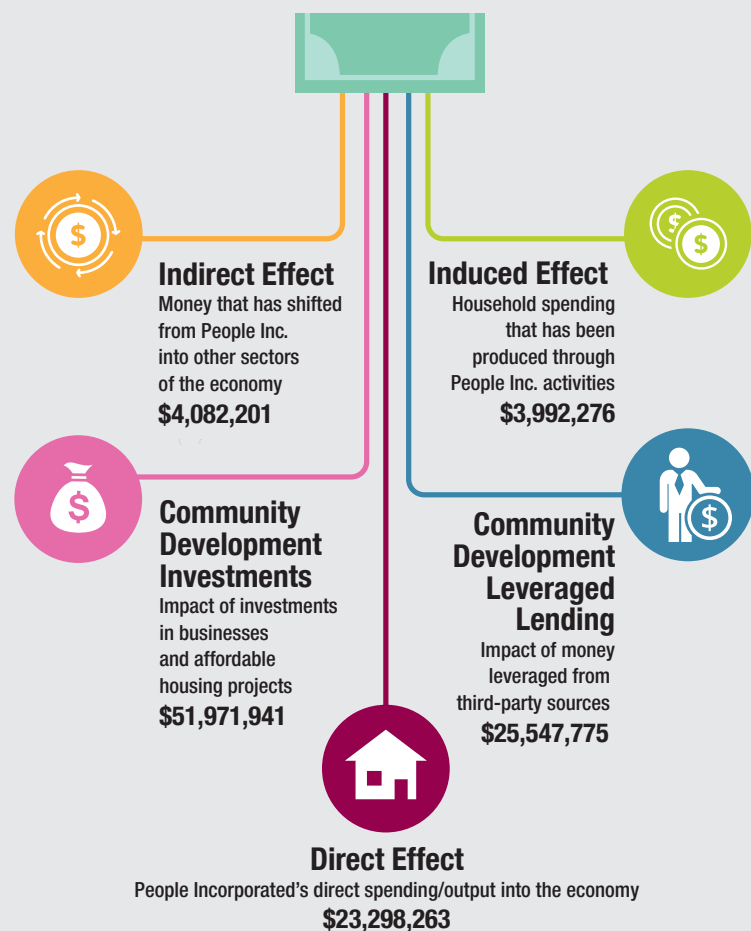 Indirect Effect
Money that has shifted
from People Inc.
into other sectors
of the economy
$4,082,201
Induced Effect
Household spending
that has been
produced through
People Inc. activities
$3,992,276
Community
Development
Investments
Impact of investments
in businesses
and affordable
housing projects
$51,971,941
Community
Development
Leveraged
Lending
Impact of money
leveraged from
third-party sources
$25,547,775
Direct Effect
People Incorporated’s direct spending/output into the economy
$23,298,263